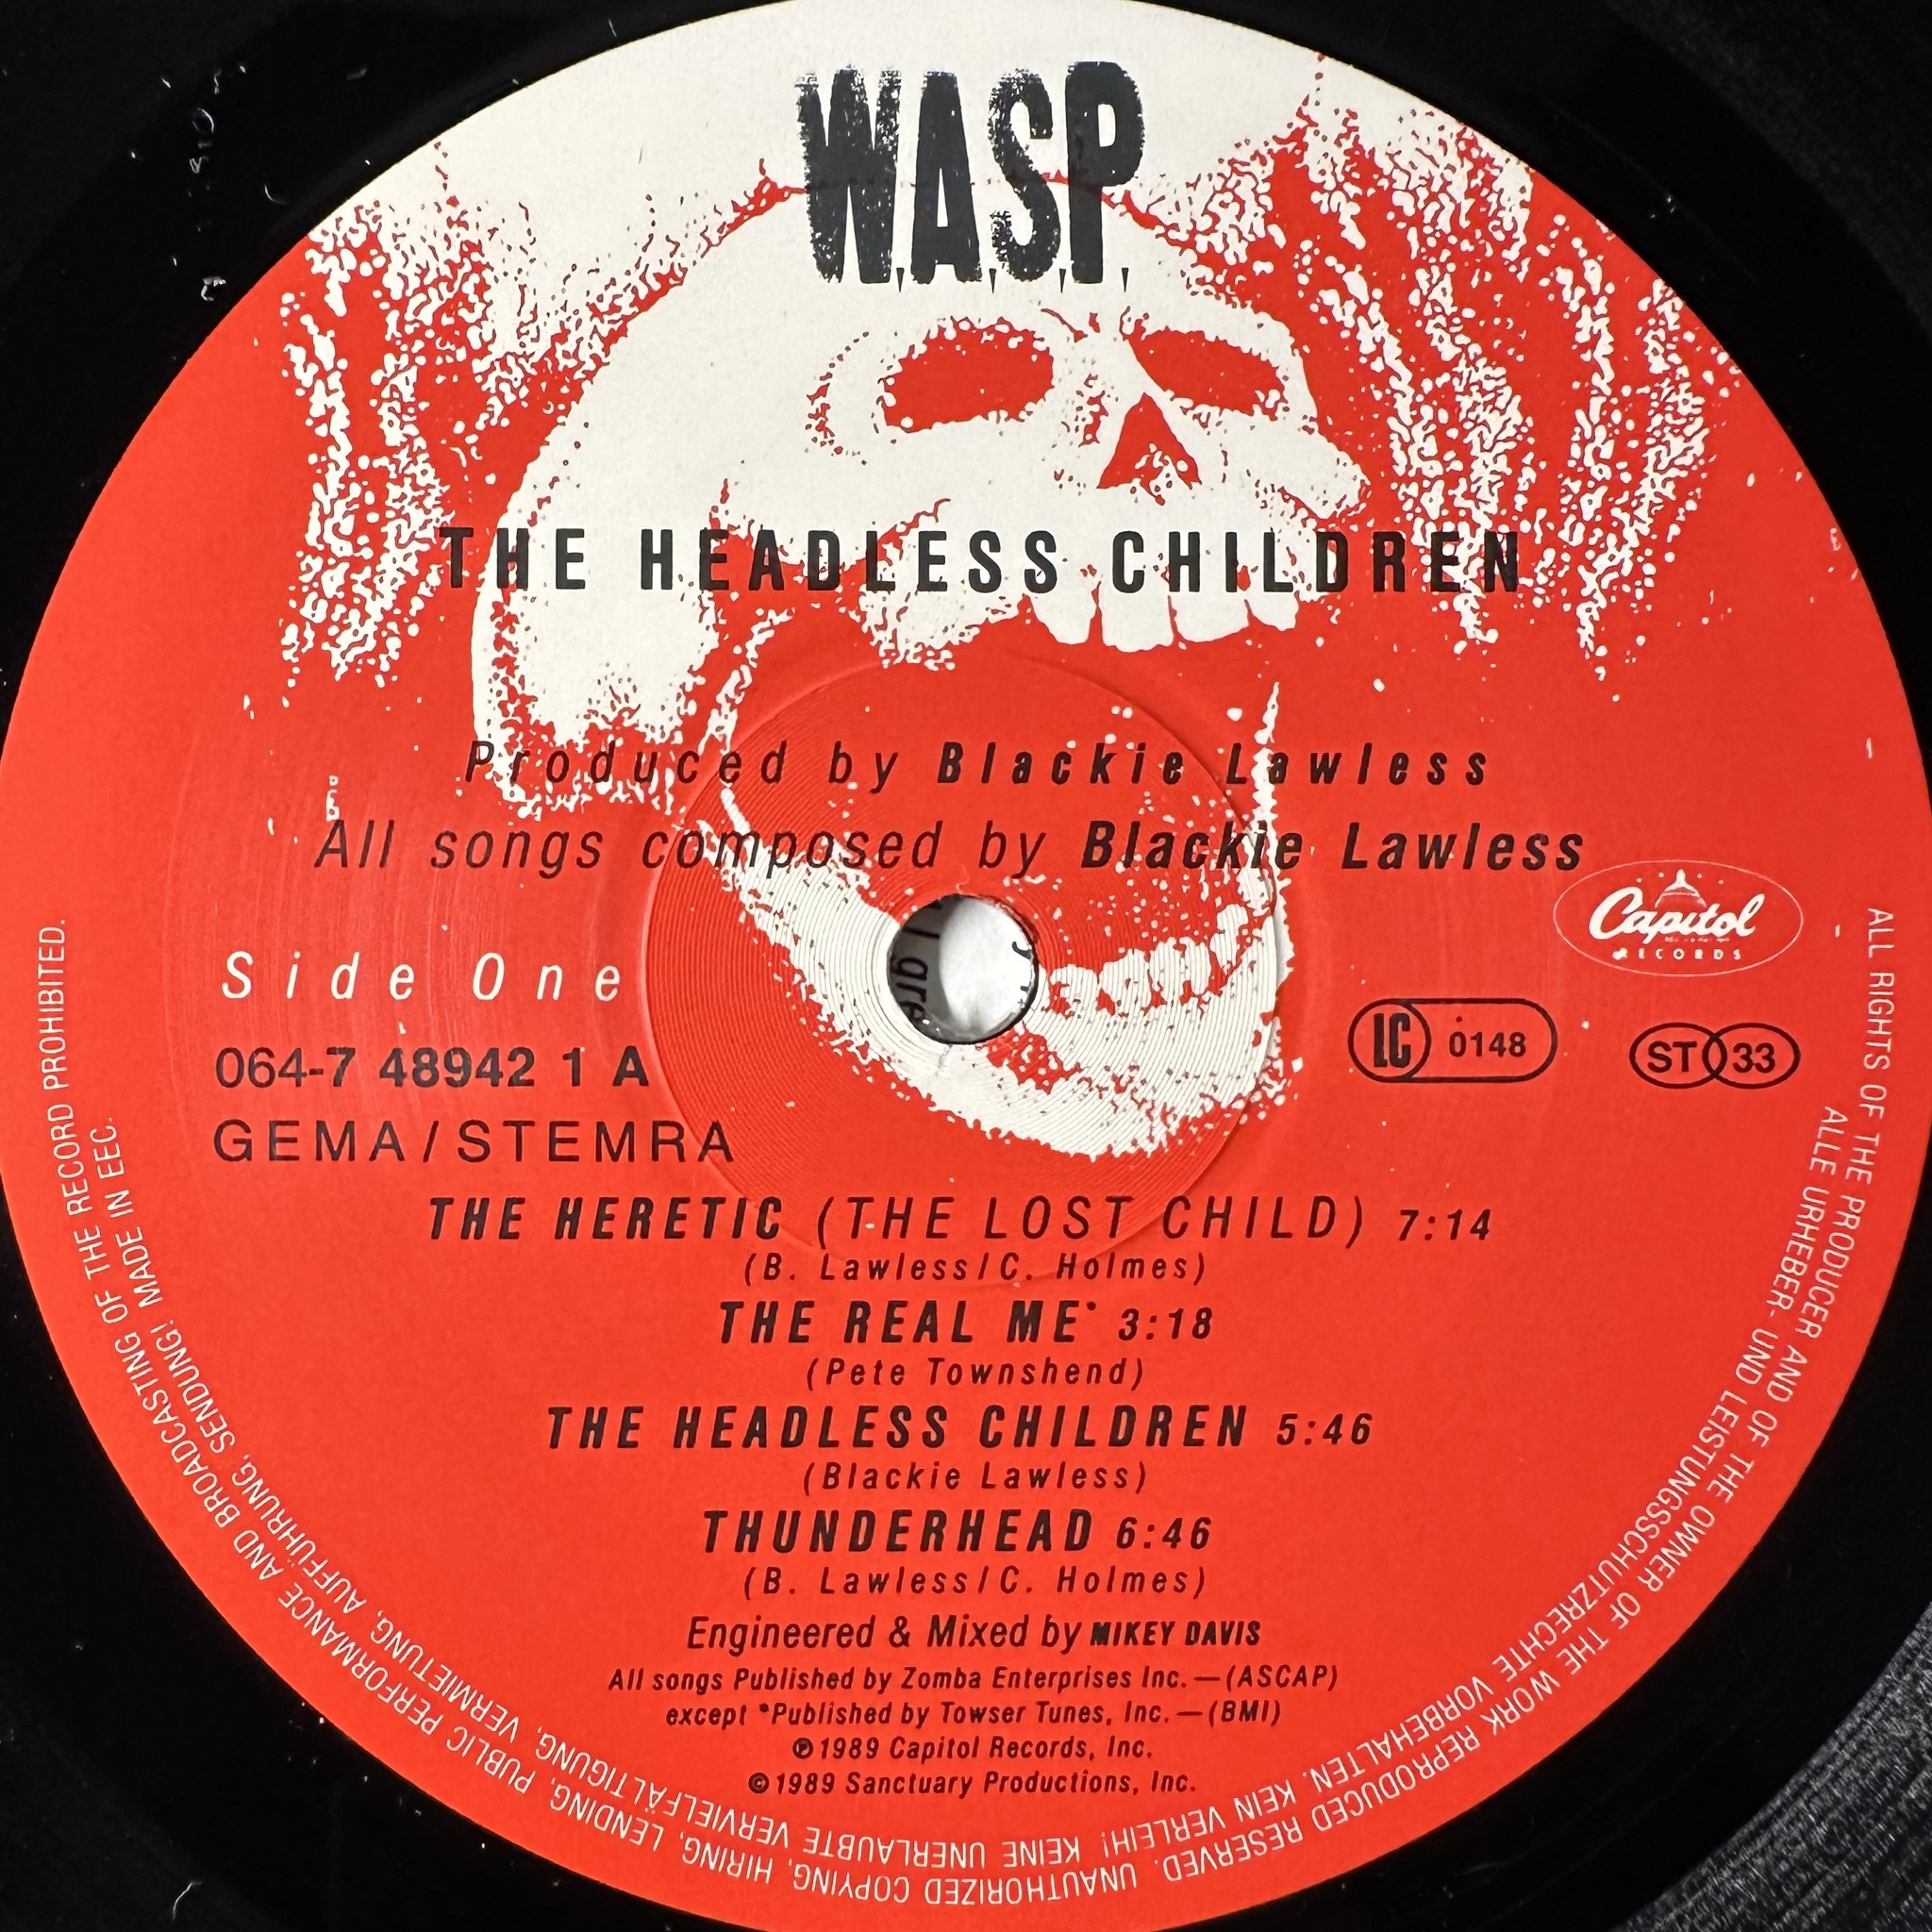 W.A.S.P.
THE HEADLESS CHILDREN
Produced by Blackie Lawless
All songs composed by Blackie Lawless
Capitol
RECORDS
Side One
064-7 48942 1 A
GEMA/STEMRA
LC 0148
ST 33
THE HERETIC (THE LOST CHILD) 7:14
(B. Lawless/C. Holmes)
THE REAL ME* 3:18
(Pete Townshend)
THE HEADLESS CHILDREN 5:46
(Blackie Lawless)
THUNDERHEAD 6:46
(B. Lawless/C. Holmes)
Engineered & Mixed by MIKEY DAVIS
All songs Published by Zomba Enterprises Inc.—(ASCAP)
except *Published by Towser Tunes, Inc.—(BMI)
℗1989 Capitol Records, Inc.
©1989 Sanctuary Productions, Inc.
ALL RIGHTS OF THE PRODUCER AND OF THE OWNER OF THE WORK REPRODUCED RESERVED. UNAUTHORIZED COPYING, HIRING, LENDING, PUBLIC PERFORMANCE AND BROADCASTING OF THE RECORD PROHIBITED.
ALLE URHEBER- UND LEISTUNGSSCHUTZRECHTE VORBEHALTEN. KEIN VERLEIH! KEINE UNERLAUBTE VERVIELFÄLTIGUNG, VERMIETUNG, AUFFÜHRUNG, SENDUNG! MADE IN EEC.